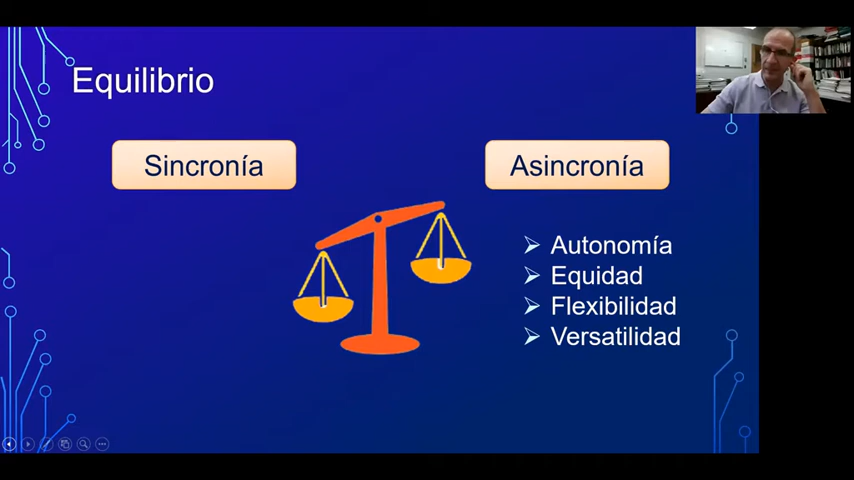 Equilibrio
Sincronía
Asincronía
Autonomía
Equidad
Flexibilidad
Versatilidad